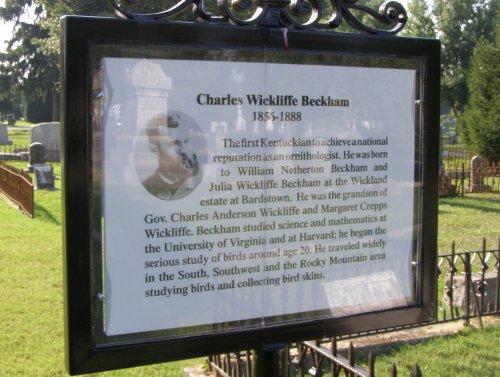 Charles Wickliffe Beckham
1855-1888
The first Kentuckian to achieve a national
reputation as an ornithologist. He was born
to William Netherton Beckham and
Julia Wickliffe Beckham at the Wickland
estate at Bardstown. He was the grandson of
Gov. Charles Anderson Wickliffe and Margaret Crepps
Wickliffe. Beckham studied science and mathematics at
the University of Virginia and at Harvard; he began the
serious study of birds around age 20. He traveled widely
in the South, Southwest and the Rocky Mountain area
studying birds and collecting bird skins.